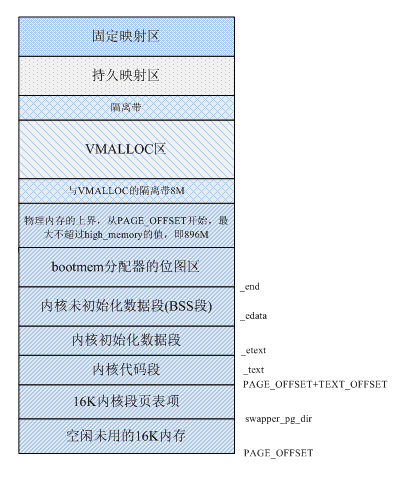 固定映射区
持久映射区
隔离带
VMALLOC区
与VMALLOC的隔离带8M
物理内存的上界，从PAGE_OFFSET开始，最
大不超过high_memory的值，即896M
bootmem分配器的位图区
_end
内核未初始化数据段(BSS段)
_edata
内核初始化数据段
_etext
内核代码段
_text
PAGE_OFFSET+TEXT_OFFSET
16K内核段页表项
swapper_pg_dir
空闲未用的16K内存
PAGE_OFFSET